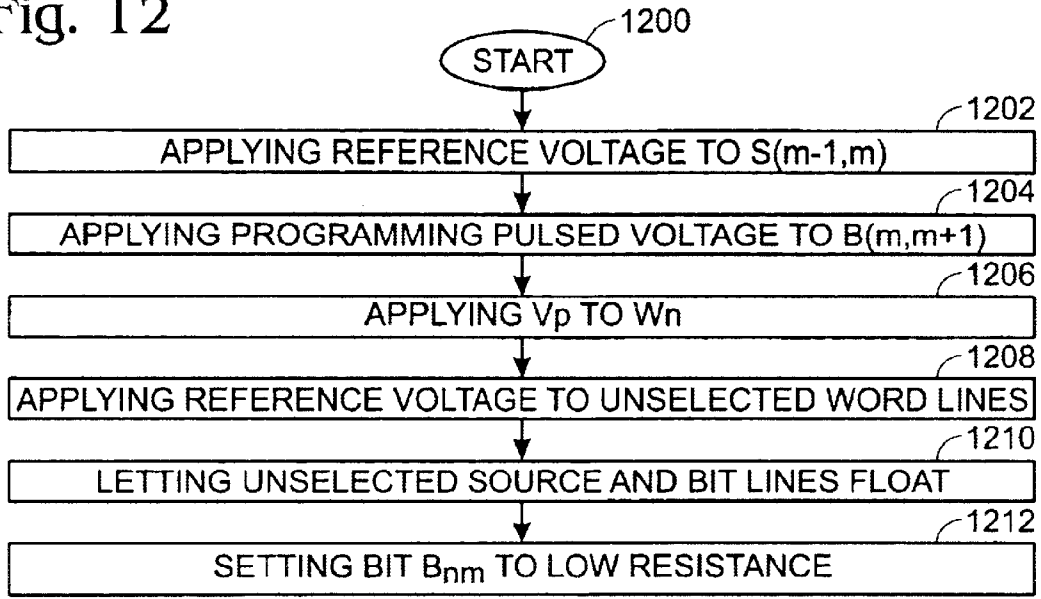 Fig. 12
1200
START
1202
APPLYING REFERENCE VOLTAGE TO S(m-1,m)
1204
APPLYING PROGRAMMING PULSED VOLTAGE TO B(m,m+1)
1206
APPLYING Vp TO Wn
1208
APPLYING REFERENCE VOLTAGE TO UNSELECTED WORD LINES
1210
LETTING UNSELECTED SOURCE AND BIT LINES FLOAT
1212
SETTING BIT Bnm TO LOW RESISTANCE